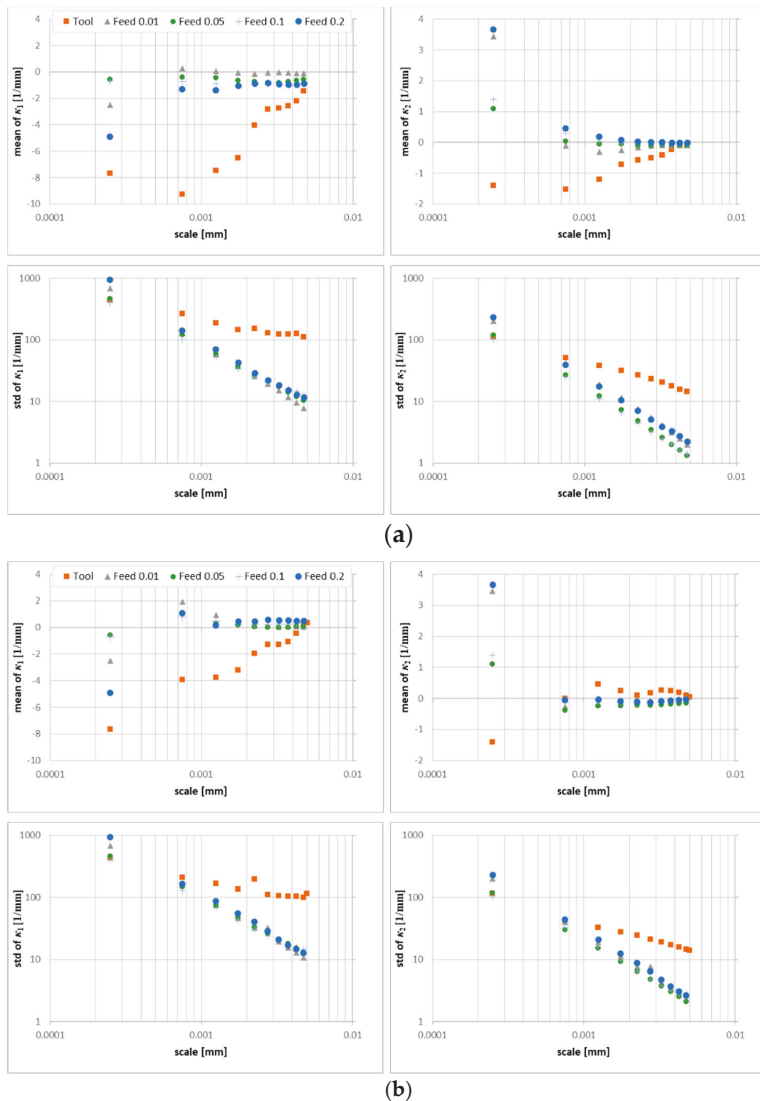 Tool Feed 0.01 Feed 0.05 Feed 0.1 Feed 0.2
mean of κ₁ [1/mm]
4
2
0
-2
-4
-6
-8
-10
0.0001 0.001 0.01
scale [mm]
mean of κ₂ [1/mm]
4
3
2
1
0
-1
-2
0.0001 0.001 0.01
scale [mm]
std of κ₁ [1/mm]
1000
100
10
1
0.0001 0.001 0.01
scale [mm]
std of κ₂ [1/mm]
1000
100
10
1
0.0001 0.001 0.01
scale [mm]
(a)
Tool Feed 0.01 Feed 0.05 Feed 0.1 Feed 0.2
mean of κ₁ [1/mm]
4
2
0
-2
-4
-6
-8
-10
0.0001 0.001 0.01
scale [mm]
mean of κ₂ [1/mm]
4
3
2
1
0
-1
-2
0.0001 0.001 0.01
scale [mm]
std of κ₁ [1/mm]
1000
100
10
1
0.0001 0.001 0.01
scale [mm]
std of κ₂ [1/mm]
1000
100
10
1
0.0001 0.001 0.01
scale [mm]
(b)